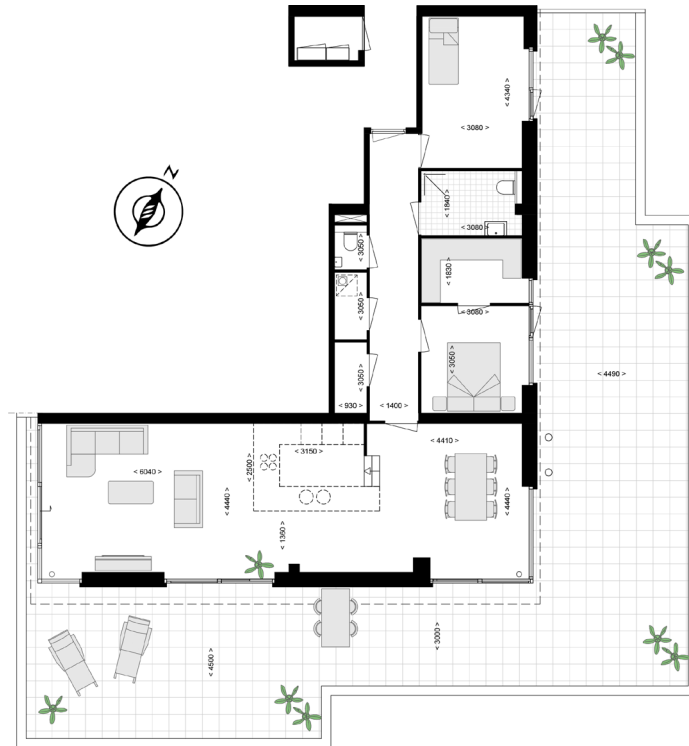 < 4340 >
< 3080 >
N
< 1840 >
< 3080 >
< 3050 >
< 1830 >
< 3050 >
< 3080 >
< 3050 >
< 3050 >
< 4490 >
< 930 >
< 1400 >
< 4410 >
< 3150 >
< 6040 >
< 2500 >
< 4440 >
< 4440 >
< 1360 >
< 3000 >
< 4500 >